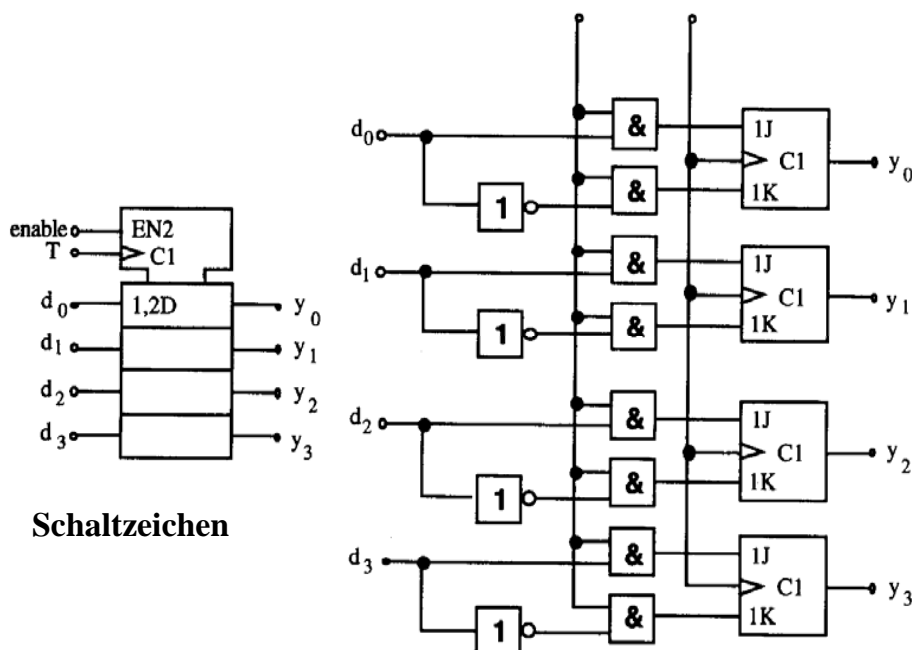 enable
EN2
T
C1
d0
1,2D
y0
d1
y1
d2
y2
d3
y3
Schaltzeichen
d0
&
1J
C1
1K
y0
1
&
d1
&
1J
C1
1K
y1
1
&
d2
&
1J
C1
1K
y2
1
&
d3
&
1J
C1
1K
y3
1
&